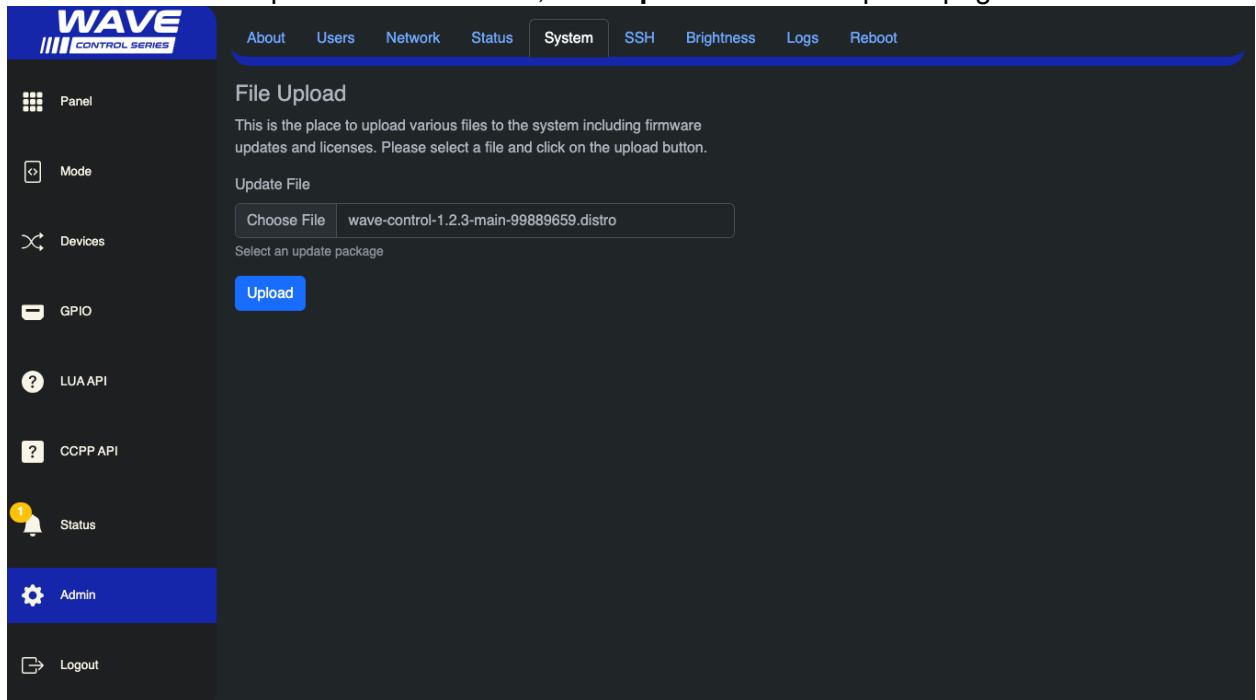 WAVE
CONTROL SERIES
About Users Network Status System SSH Brightness Logs Reboot
Panel
Mode
Devices
GPIO
LUA API
CCPP API
1
Status
Admin
Logout
File Upload
This is the place to upload various files to the system including firmware
updates and licenses. Please select a file and click on the upload button.
Update File
Choose File wave-control-1.2.3-main-99889659.distro
Select an update package
Upload